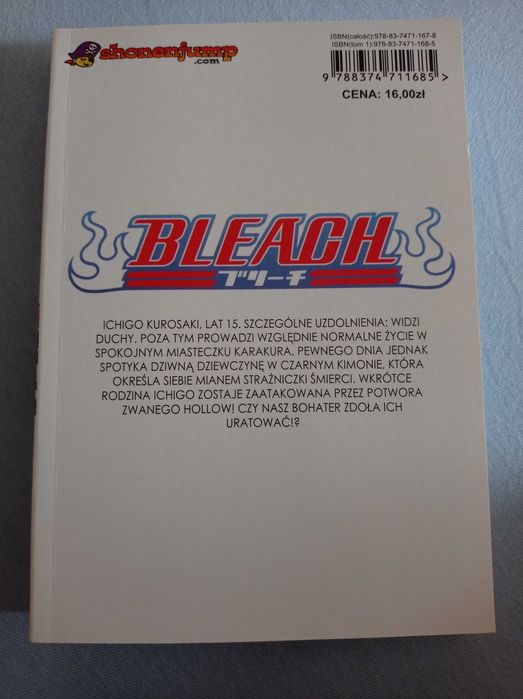 shonenjump
.com
ISBN(całość):978-83-7471-167-8
ISBN(tom 1):978-83-7471-168-5
9 788374 711685 >
CENA: 16,00zł
BLEACH
ブリーチ
ICHIGO KUROSAKI, LAT 15. SZCZEGÓLNE UZDOLNIENIA: WIDZI
DUCHY. POZA TYM PROWADZI WZGLĘDNIE NORMALNE ŻYCIE W
SPOKOJNYM MIASTECZKU KARAKURA. PEWNEGO DNIA JEDNAK
SPOTYKA DZIWNĄ DZIEWCZYNĘ W CZARNYM KIMONIE, KTÓRA
OKREŚLA SIEBIE MIANEM STRAŻNICZKI ŚMIERCI. WKRÓTCE
RODZINA ICHIGO ZOSTAJE ZAATAKOWANA PRZEZ POTWORA
ZWANEGO HOLLOW! CZY NASZ BOHATER ZDOŁA ICH
URATOWAĆ!?